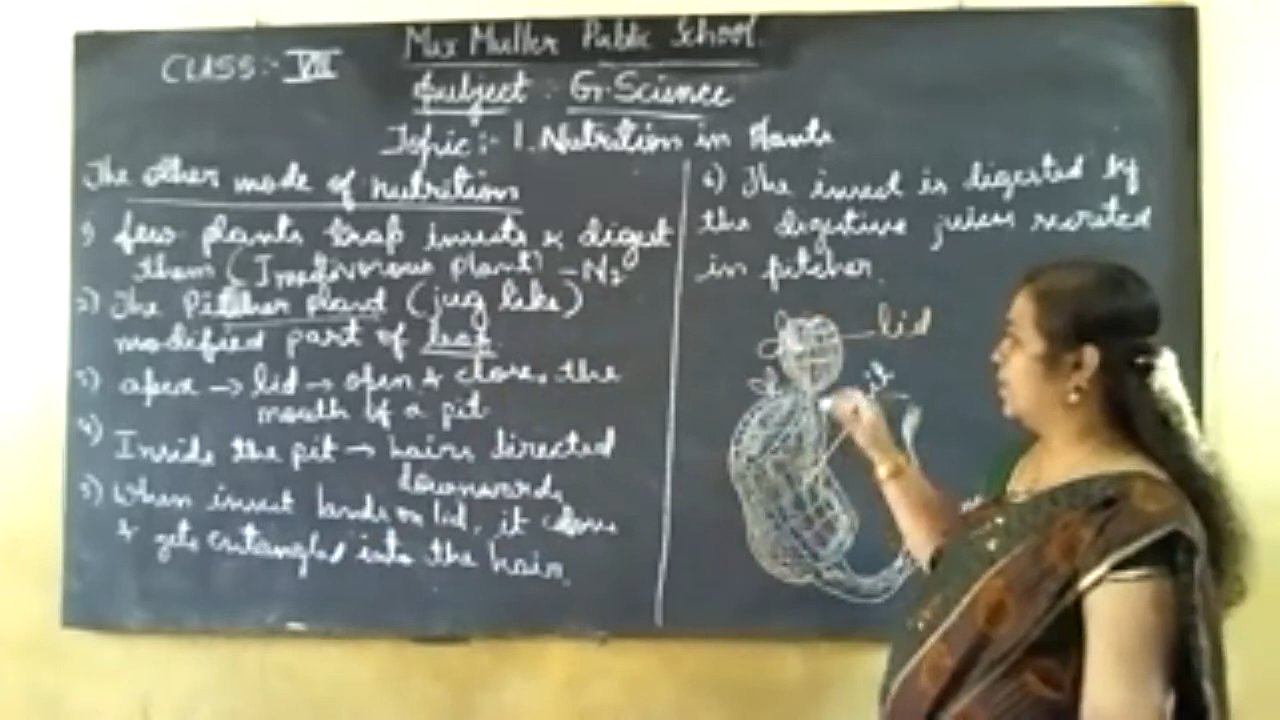 Max Muller Public School.
CLASS:- VII
Subject : G.Science
Topic:- 1. Nutrition in Plants
The other mode of nutrition
1) few plants trap insects & digest
them (Insectivorous plant) - N2
2) The Pitcher plant (jug like)
modified part of leaf.
3) apex → lid → open & close, the
mouth of a pit
4) Inside the pit → hairs directed
downwards
5) When insect lands on lid, it close
& gets entangled into the hair.
6) The insect is digested by
the digestive juices secreted
in pitcher.
lid